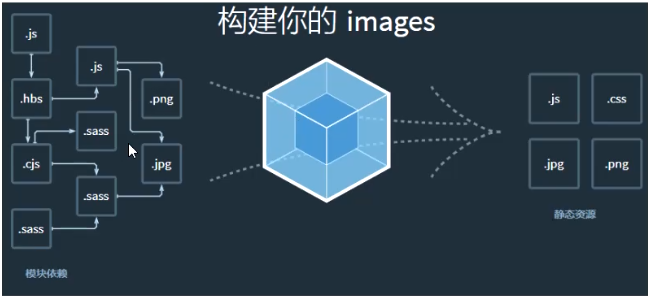 构建你的 images
.js
.js
.hbs
.png
.sass
.cjs
.jpg
.sass
.sass
模块依赖
.js
.css
.jpg
.png
静态资源